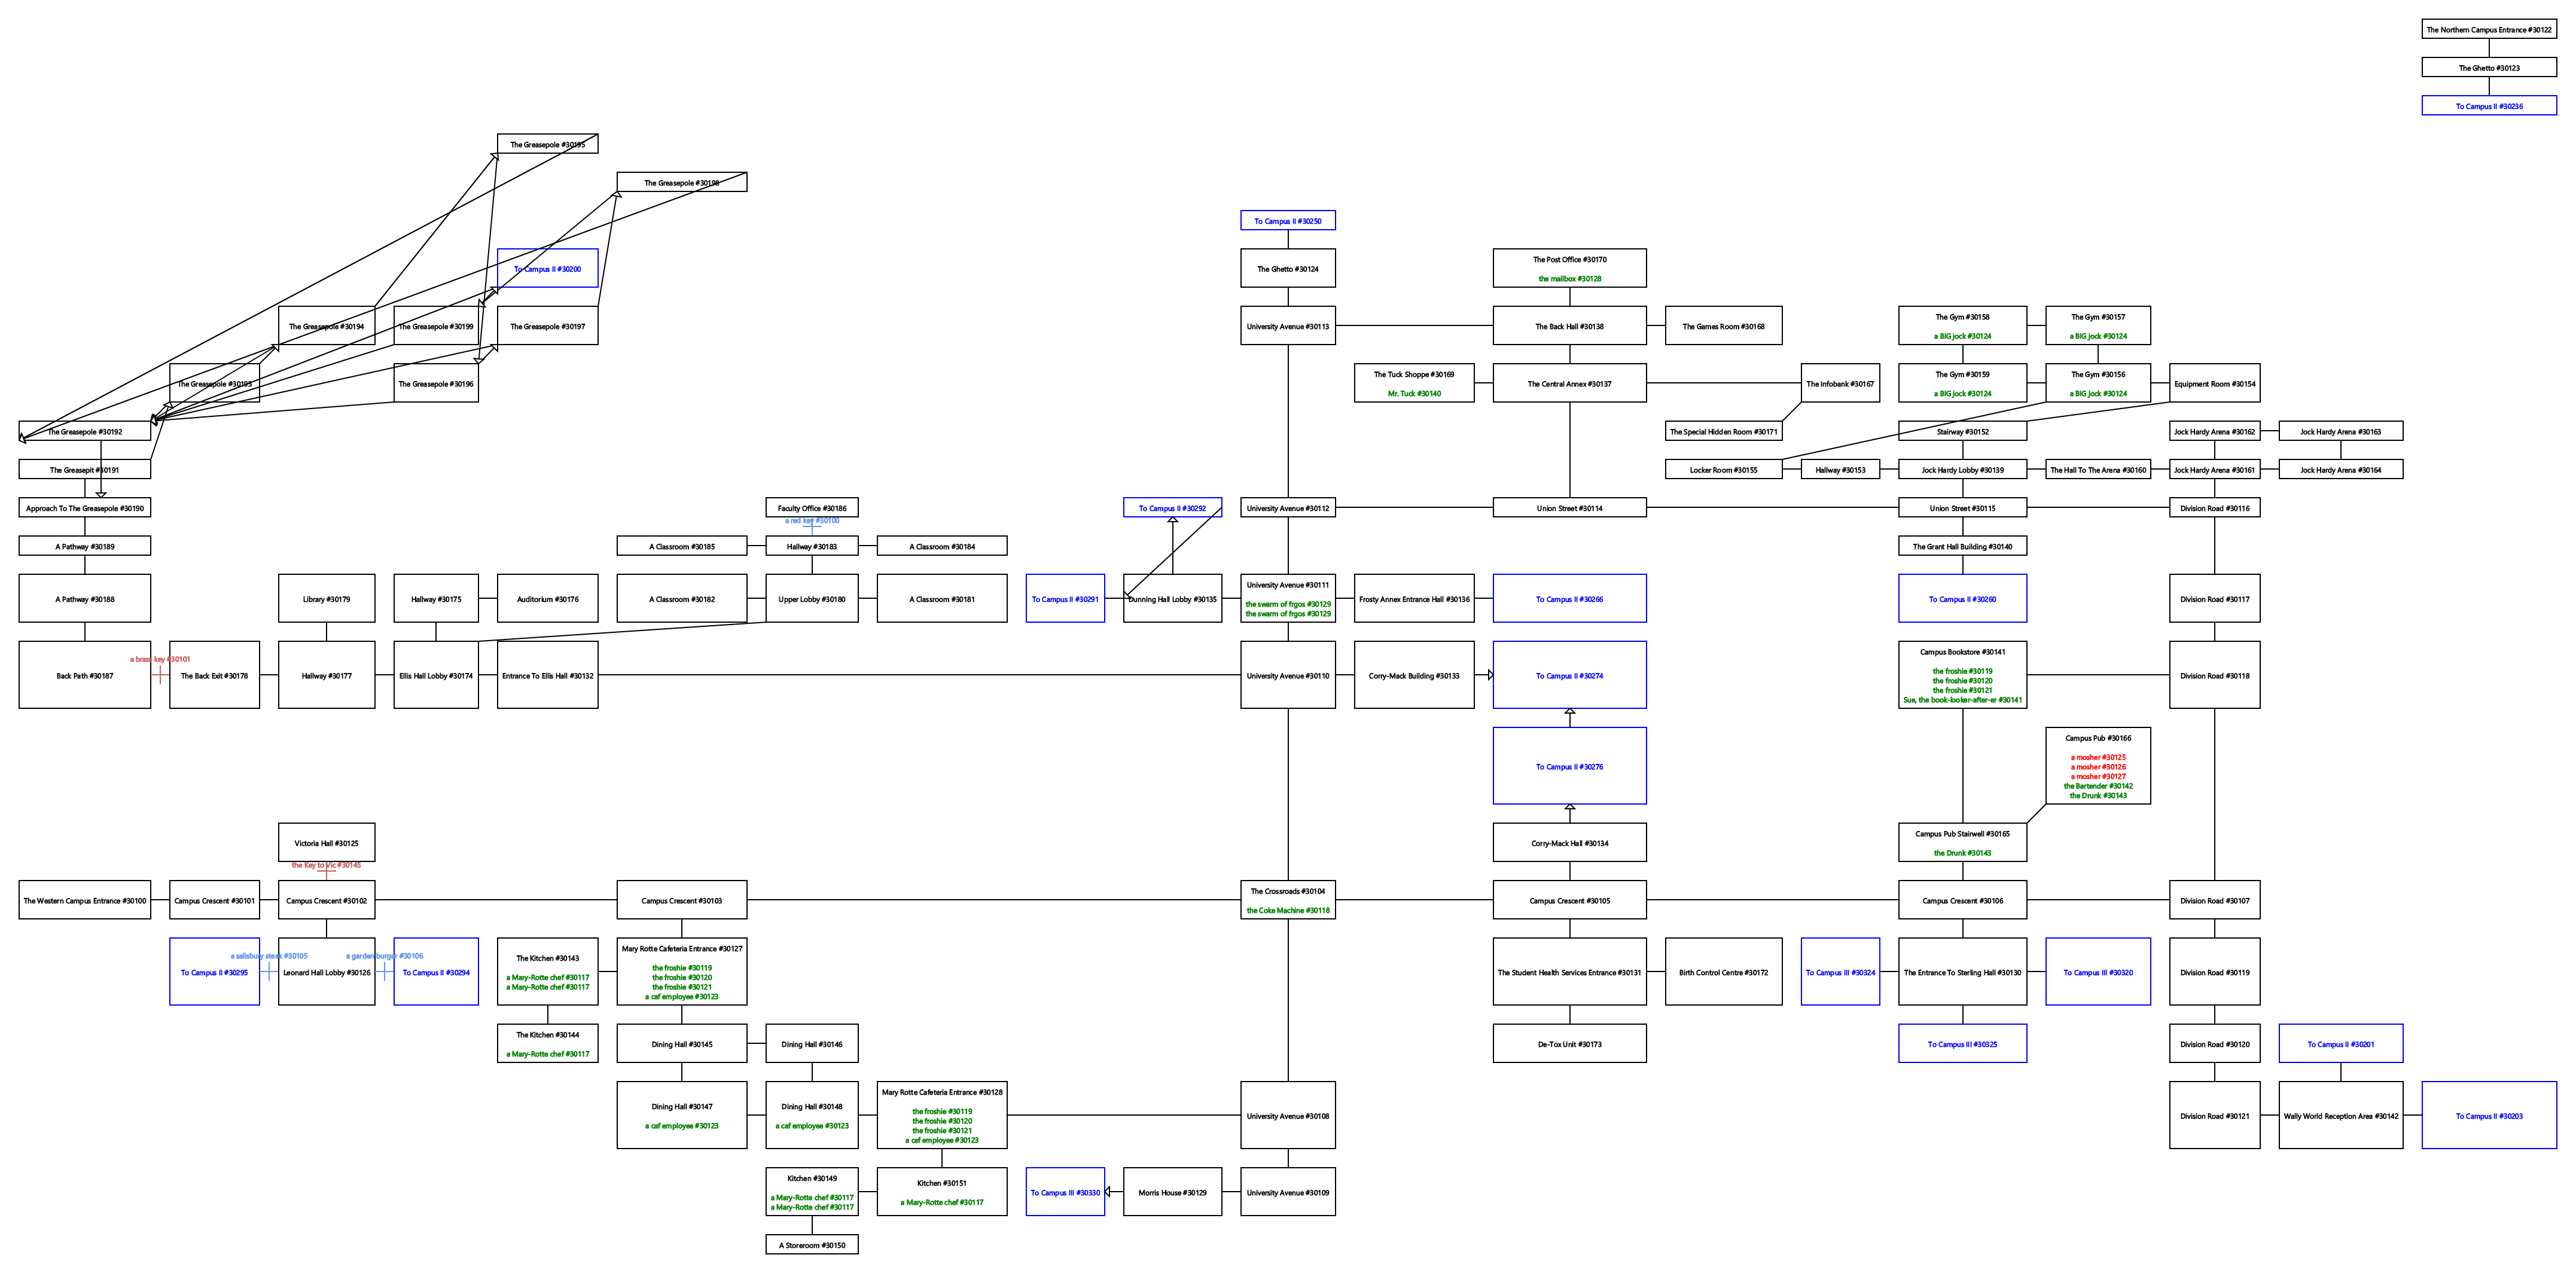 The Northern Campus Entrance #30122
The Ghetto #30123
To Campus II #30236
The Greasepole #30195
The Greasepole #30198
To Campus II #30250
To Campus II #30200
The Ghetto #30124
The Post Office #30170
the mailbox #30128
The Greasepole #30194
The Greasepole #30199
The Greasepole #30197
University Avenue #30113
The Back Hall #30138
The Games Room #30168
The Gym #30158
a BIG jock #30124
The Gym #30157
a BIG jock #30124
The Greasepole #30193
The Greasepole #30196
The Tuck Shoppe #30169
Mr. Tuck #30140
The Central Annex #30137
The Infobank #30167
The Gym #30159
a BIG jock #30124
The Gym #30156
a BIG jock #30124
Equipment Room #30154
The Greasepole #30192
The Special Hidden Room #30171
Stairway #30152
Jock Hardy Arena #30162
Jock Hardy Arena #30163
The Greasepit #30191
Locker Room #30155
Hallway #30153
Jock Hardy Lobby #30139
The Hall To The Arena #30160
Jock Hardy Arena #30161
Jock Hardy Arena #30164
Approach To The Greasepole #30190
Faculty Office #30186
a red key #30100
To Campus II #30292
University Avenue #30112
Union Street #30114
Union Street #30115
Division Road #30116
A Pathway #30189
A Classroom #30185
Hallway #30183
A Classroom #30184
The Grant Hall Building #30140
A Pathway #30188
Library #30179
Hallway #30175
Auditorium #30176
A Classroom #30182
Upper Lobby #30180
A Classroom #30181
To Campus II #30291
Dunning Hall Lobby #30135
University Avenue #30111
the swarm of frgos #30129
the swarm of frgos #30129
Frosty Annex Entrance Hall #30136
To Campus II #30266
To Campus II #30260
Division Road #30117
Back Path #30187
a brass key #30101
The Back Exit #30178
Hallway #30177
Ellis Hall Lobby #30174
Entrance To Ellis Hall #30132
University Avenue #30110
Corry-Mack Building #30133
To Campus II #30274
Campus Bookstore #30141
the froshie #30119
the froshie #30120
the froshie #30121
Sue, the book-looker-after-er #30141
Division Road #30118
To Campus II #30276
Campus Pub #30166
a mosher #30125
a mosher #30126
a mosher #30127
the Bartender #30142
the Drunk #30143
Victoria Hall #30125
the Key to Vic #30145
Corry-Mack Hall #30134
Campus Pub Stairwell #30165
the Drunk #30143
The Western Campus Entrance #30100
Campus Crescent #30101
Campus Crescent #30102
Campus Crescent #30103
The Crossroads #30104
the Coke Machine #30118
Campus Crescent #30105
Campus Crescent #30106
Division Road #30107
To Campus II #30295
a salisbury steak #30105
Leonard Hall Lobby #30126
a garden burger #30106
To Campus II #30294
The Kitchen #30143
a Mary-Rotte chef #30117
a Mary-Rotte chef #30117
Mary Rotte Cafeteria Entrance #30127
the froshie #30119
the froshie #30120
the froshie #30121
a caf employee #30123
The Student Health Services Entrance #30131
Birth Control Centre #30172
To Campus III #30324
The Entrance To Sterling Hall #30130
To Campus III #30320
Division Road #30119
The Kitchen #30144
a Mary-Rotte chef #30117
Dining Hall #30145
Dining Hall #30146
De-Tox Unit #30173
To Campus III #30325
Division Road #30120
To Campus II #30201
Dining Hall #30147
a caf employee #30123
Dining Hall #30148
a caf employee #30123
Mary Rotte Cafeteria Entrance #30128
the froshie #30119
the froshie #30120
the froshie #30121
a caf employee #30123
University Avenue #30108
Division Road #30121
Wally World Reception Area #30142
To Campus II #30203
Kitchen #30149
a Mary-Rotte chef #30117
a Mary-Rotte chef #30117
Kitchen #30151
a Mary-Rotte chef #30117
To Campus III #30330
Morris House #30129
University Avenue #30109
A Storeroom #30150